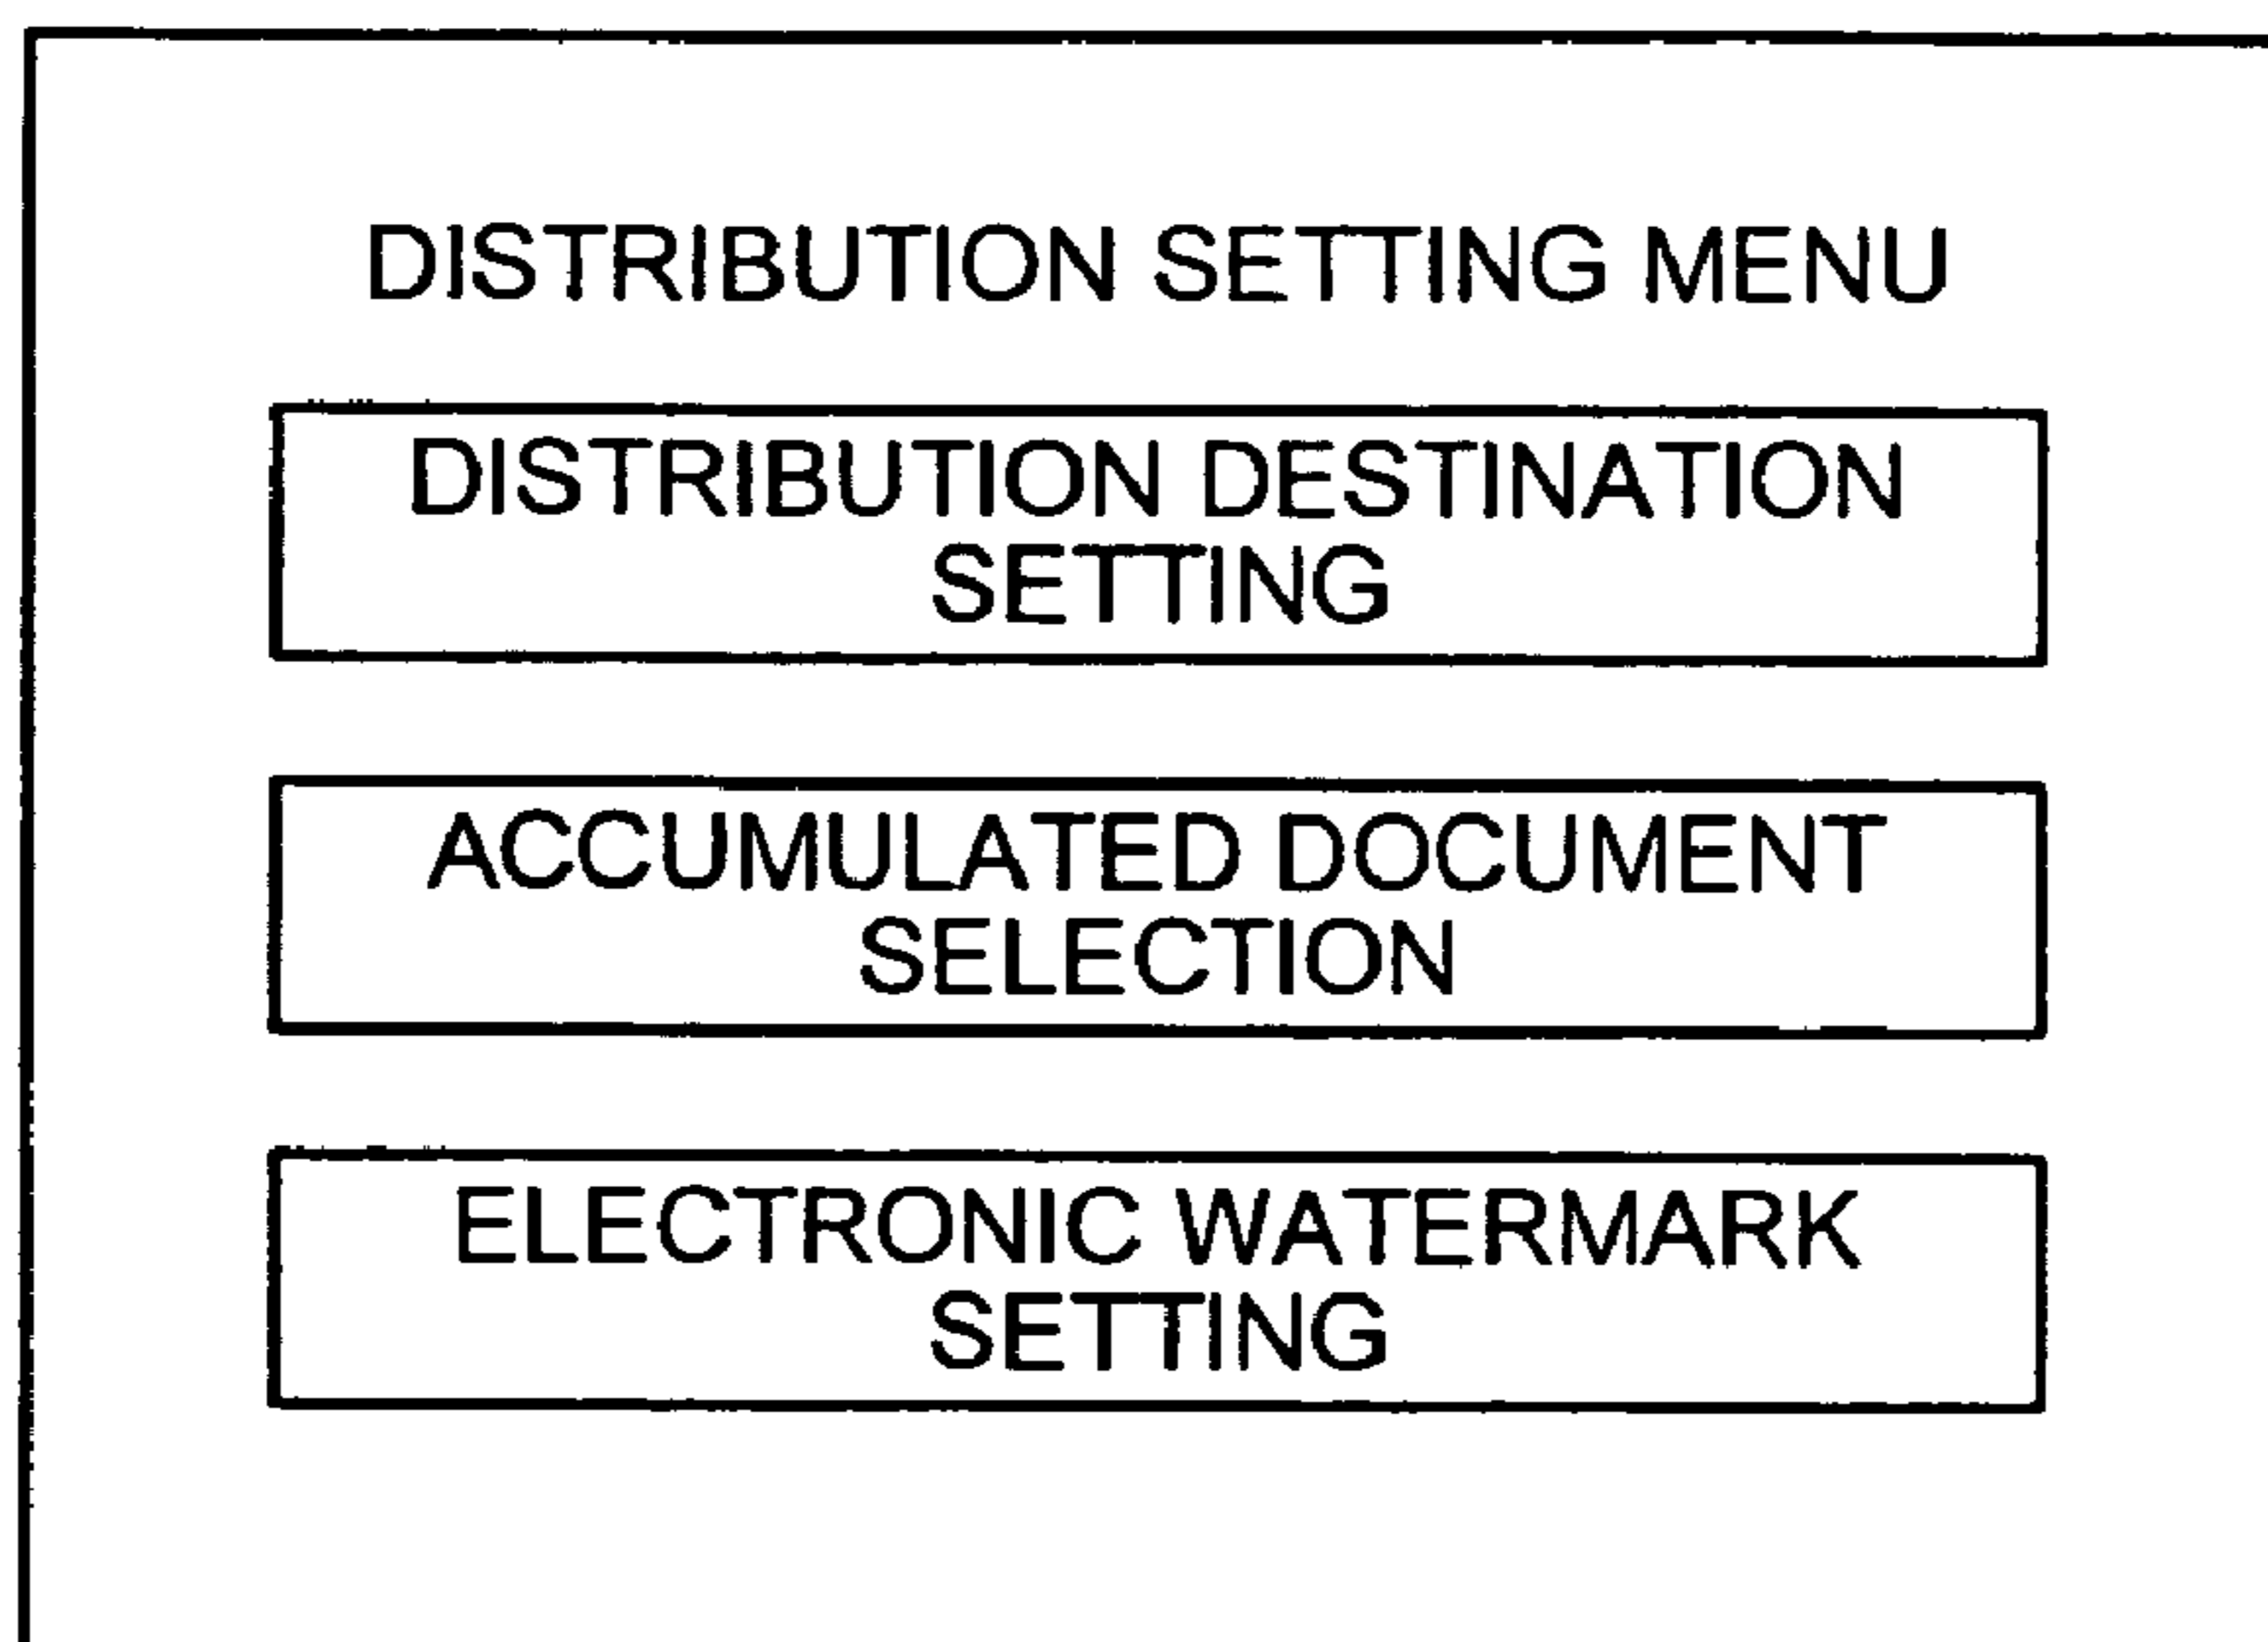 DISTRIBUTION SETTING MENU
DISTRIBUTION DESTINATION
SETTING
ACCUMULATED DOCUMENT
SELECTION
ELECTRONIC WATERMARK
SETTING